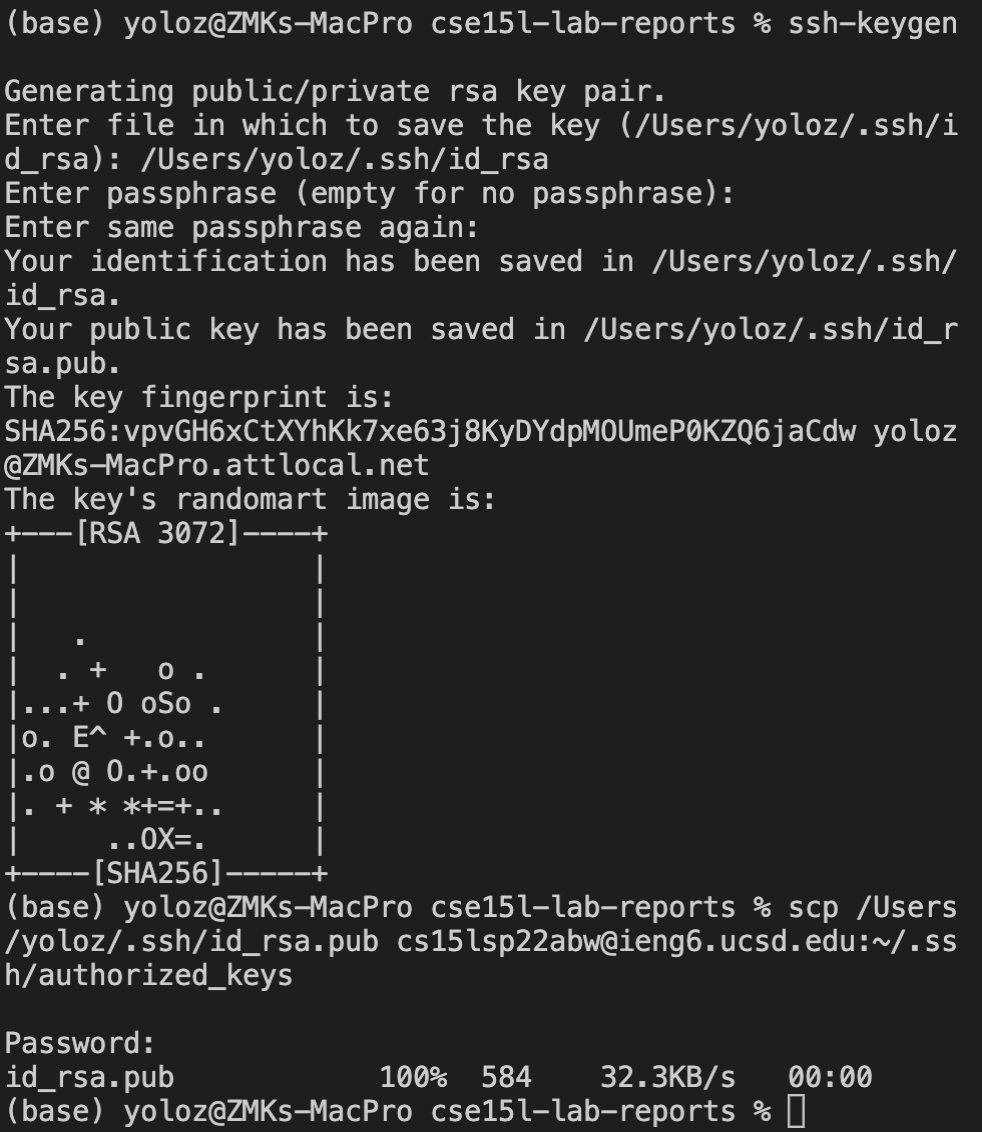 (base) yoloz@ZMKs-MacPro cse15l-lab-reports % ssh-keygen
Generating public/private rsa key pair.
Enter file in which to save the key (/Users/yoloz/.ssh/i
d_rsa): /Users/yoloz/.ssh/id_rsa
Enter passphrase (empty for no passphrase):
Enter same passphrase again:
Your identification has been saved in /Users/yoloz/.ssh/
id_rsa.
Your public key has been saved in /Users/yoloz/.ssh/id_r
sa.pub.
The key fingerprint is:
SHA256:vpvGH6xCtXYhKk7xe63j8KyDYdpMOUmeP0KZQ6jaCdw yoloz
@ZMKs-MacPro.attlocal.net
The key's randomart image is:
+---[RSA 3072]----+
|                 |
|                 |
|   .             |
|  . +   o .      |
|...+ O oSo .     |
|o. E^ +.o..      |
|.o @ O.+.oo      |
|. + * *+=+..     |
|     ..OX=.      |
+----[SHA256]-----+
(base) yoloz@ZMKs-MacPro cse15l-lab-reports % scp /Users
/yoloz/.ssh/id_rsa.pub cs15lsp22abw@ieng6.ucsd.edu:~/.ss
h/authorized_keys
Password:
id_rsa.pub            100%  584    32.3KB/s   00:00
(base) yoloz@ZMKs-MacPro cse15l-lab-reports %